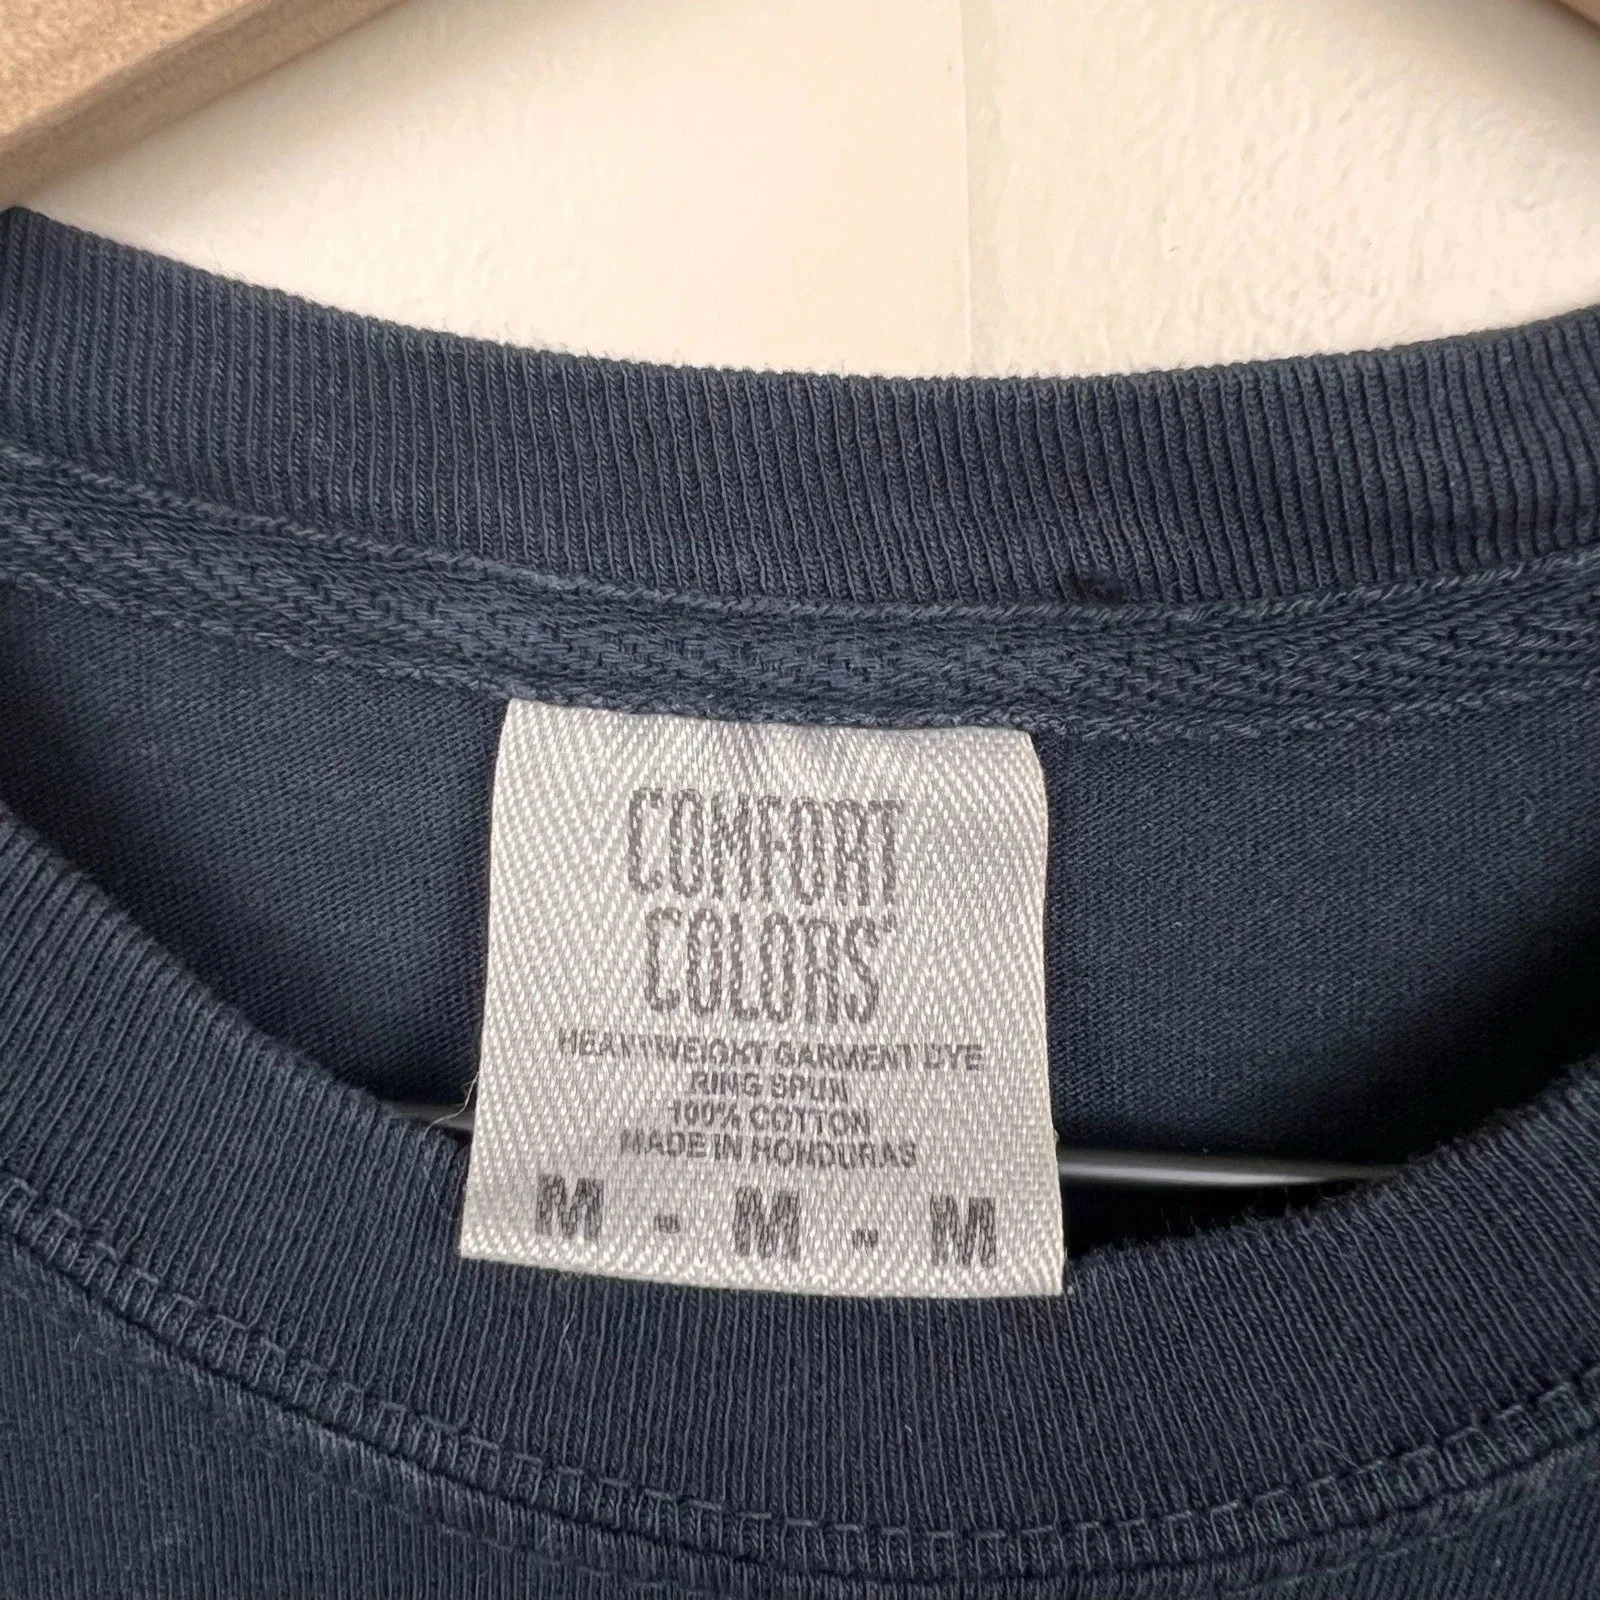 COMFORT
COLORS®
HEAVYWEIGHT GARMENT DYE
RING SPUN
100% COTTON
MADE IN HONDURAS
M - M - M